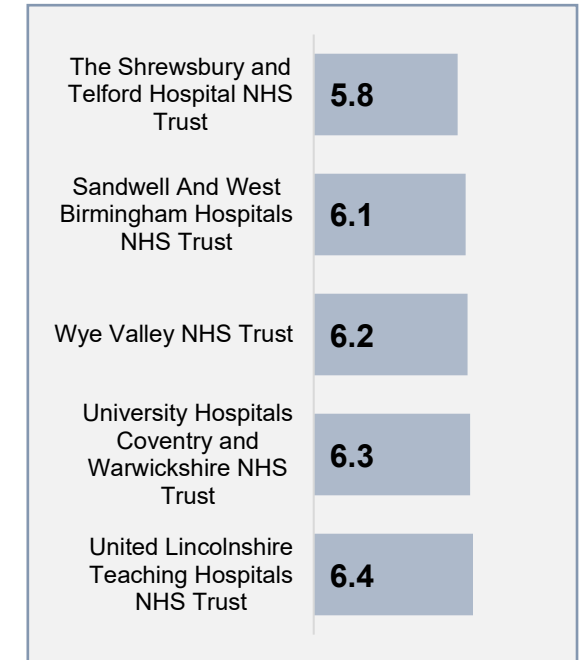 The Shrewsbury and
Telford Hospital NHS
Trust
5.8
Sandwell And West
Birmingham Hospitals
NHS Trust
6.1
Wye Valley NHS Trust
6.2
University Hospitals
Coventry and
Warwickshire NHS
Trust
6.3
United Lincolnshire
Teaching Hospitals
NHS Trust
6.4